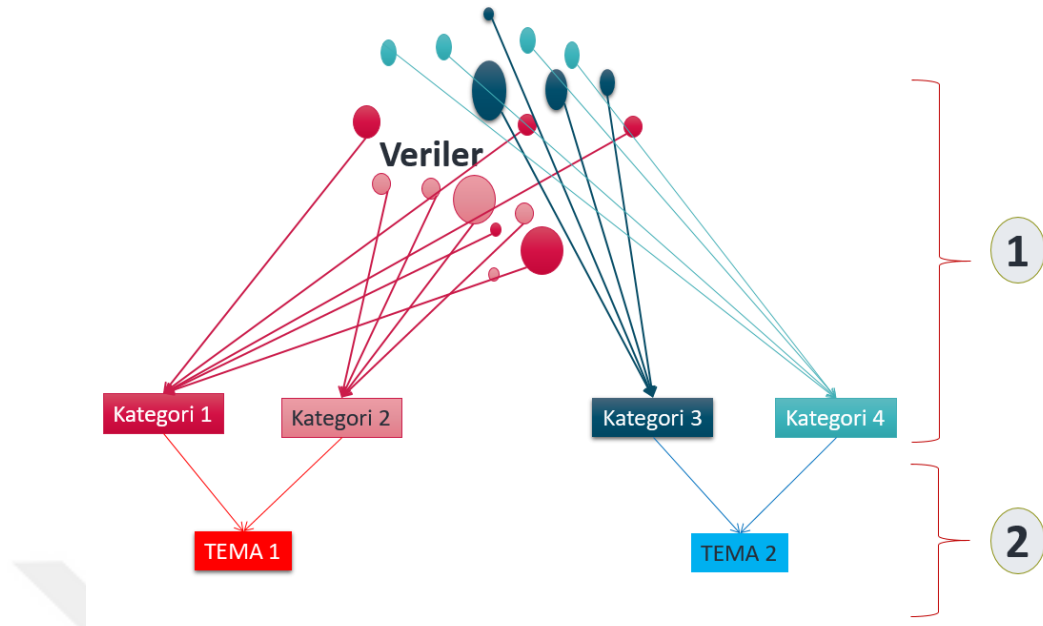 Veriler
1
Kategori 1
Kategori 2
Kategori 3
Kategori 4
TEMA 1
TEMA 2
2